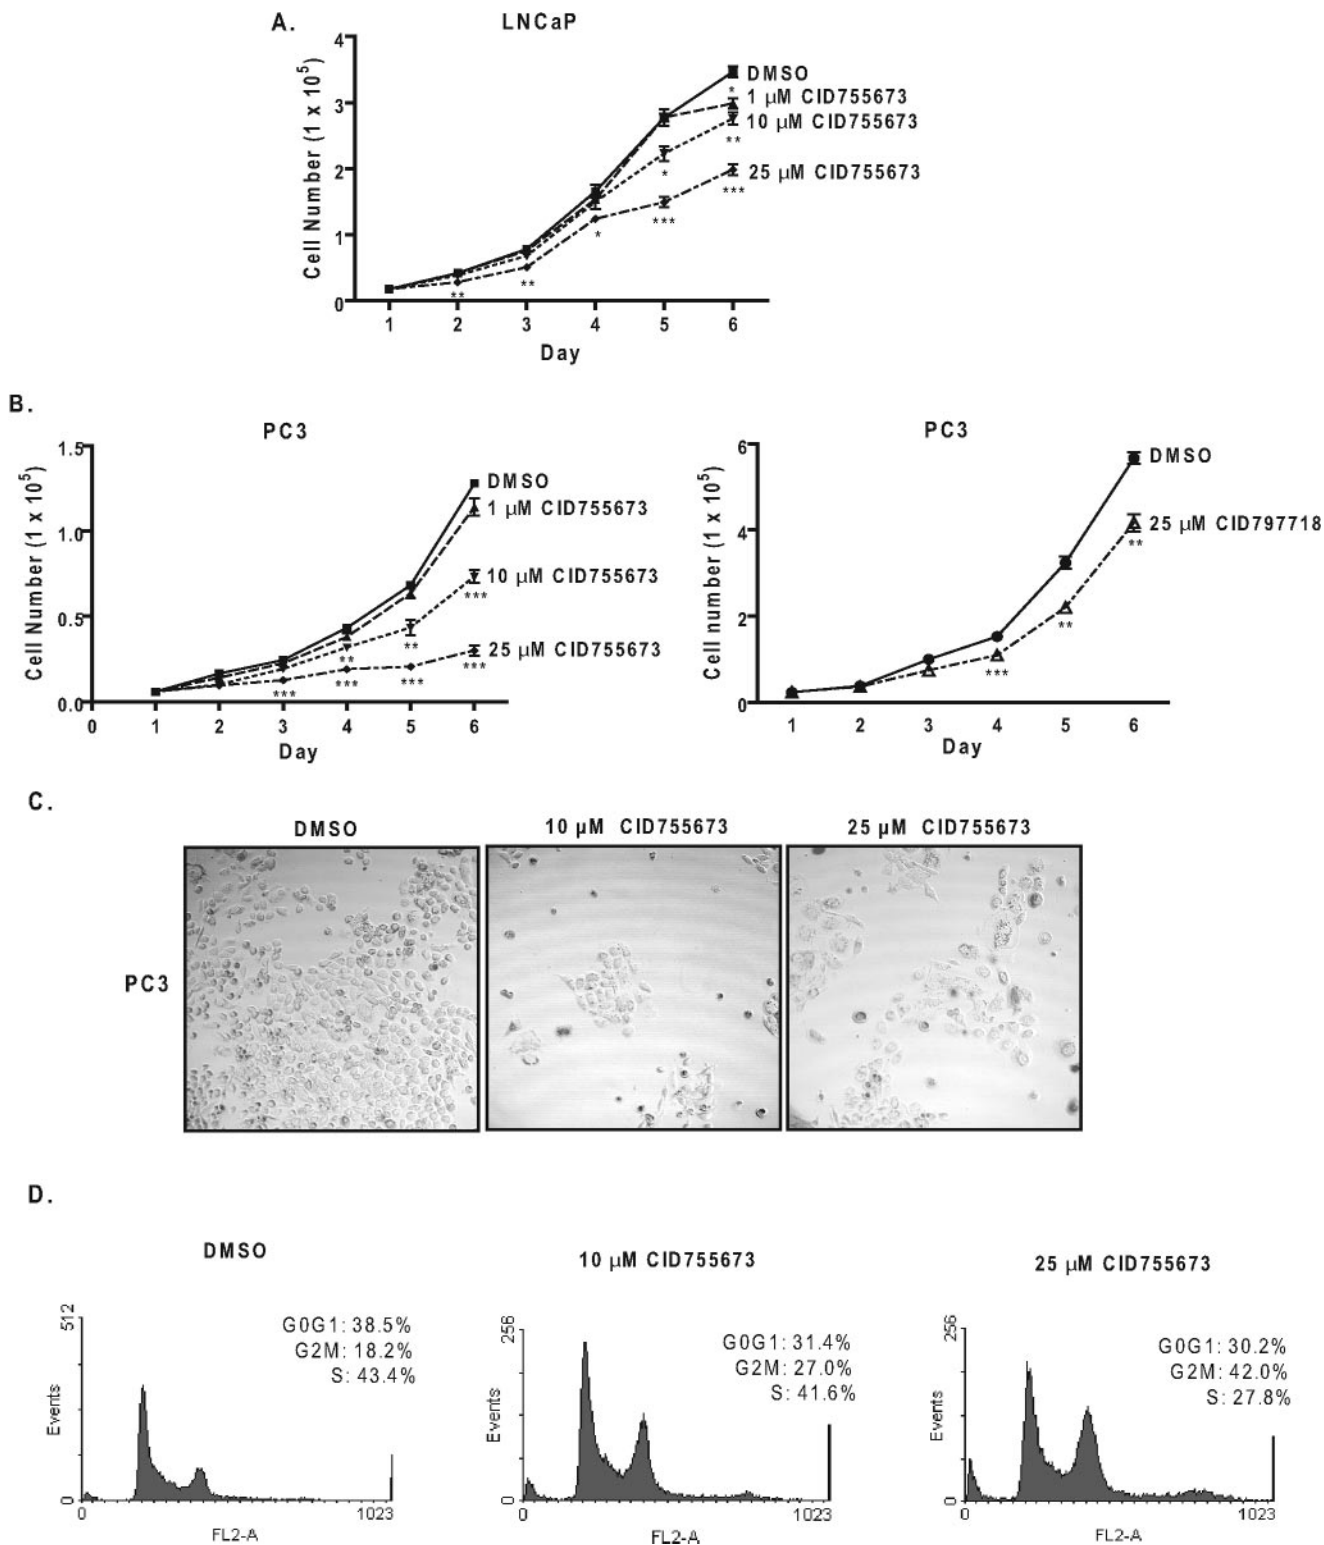 A.
LNCaP
Cell Number (1 x 10⁵)
4
3
2
1
0
DMSO
*
1 µM CID755673
10 µM CID755673
**
*
25 µM CID755673
***
***
*
**
**
1 2 3 4 5 6
Day
B.
PC3
Cell Number (1 x 10⁵)
1.5
1.0
0.5
0.0
DMSO
1 µM CID755673
10 µM CID755673
***
**
**
25 µM CID755673
***
***
***
***
0 1 2 3 4 5 6
Day
PC3
Cell number (1 x 10⁵)
6
4
2
0
DMSO
25 µM CID797718
**
**
***
1 2 3 4 5 6
Day
C.
DMSO
10 µM CID755673
25 µM CID755673
PC3
D.
DMSO
512
Events
0
G0G1: 38.5%
G2M: 18.2%
S: 43.4%
0 1023
FL2-A
10 µM CID755673
256
Events
0
G0G1: 31.4%
G2M: 27.0%
S: 41.6%
0 1023
FL2-A
25 µM CID755673
256
Events
0
G0G1: 30.2%
G2M: 42.0%
S: 27.8%
0 1023
FL2-A